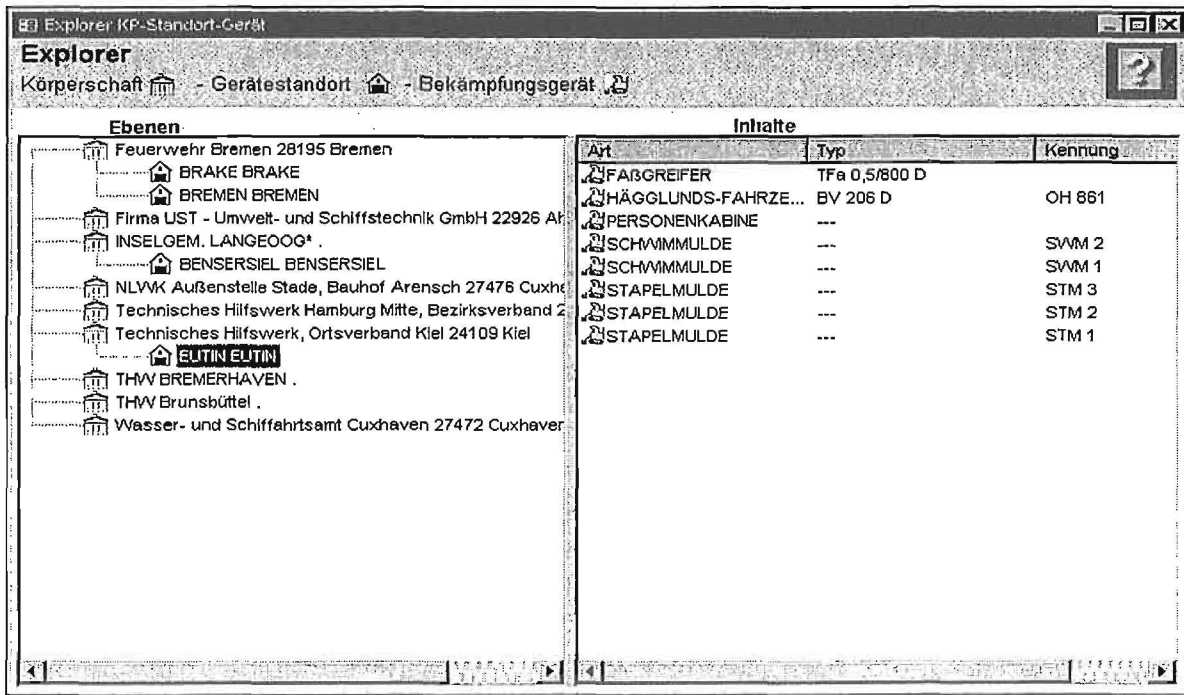 Explorer KP-Standort-Gerät
Explorer
Körperschaft - Gerätestandort - Bekämpfungsgerät
Ebenen
Feuerwehr Bremen 28195 Bremen
BRAKE BRAKE
BREMEN BREMEN
Firma UST - Umwelt- und Schiffstechnik GmbH 22926 Ah
INSELGEM. LANGEOOG* .
BENSERSIEL BENSERSIEL
NLWK Außenstelle Stade, Bauhof Arensch 27476 Cuxh
Technisches Hilfswerk Hamburg Mitte, Bezirksverband 2
Technisches Hilfswerk, Ortsverband Kiel 24109 Kiel
EUTIN EUTIN
THW BREMERHAVEN .
THW Brunsbüttel .
Wasser- und Schiffahrtsamt Cuxhaven 27472 Cuxhaven
Inhalte
Art Typ Kennung
FAßGREIFER TFa 0,5/800 D
HÄGGLUNDS-FAHRZE... BV 206 D OH 861
PERSONENKABINE ---
SCHWIMMULDE --- SWM 2
SCHWIMMULDE --- SWM 1
STAPELMULDE --- STM 3
STAPELMULDE --- STM 2
STAPELMULDE --- STM 1